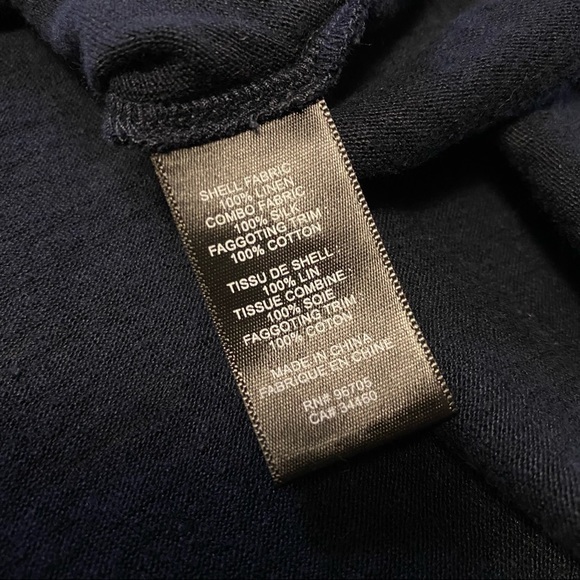 SHELL FABRIC
100% LINEN
COMBO FABRIC
100% SILK
FAGGOTING TRIM
100% COTTON
TISSU DE SHELL :
100% LIN
TISSUE COMBINE :
100% SOIE
FAGGOTING TRIM
100% COTON
MADE IN CHINA
FABRIQUE EN CHINE
RN# 96705
CA# 34460